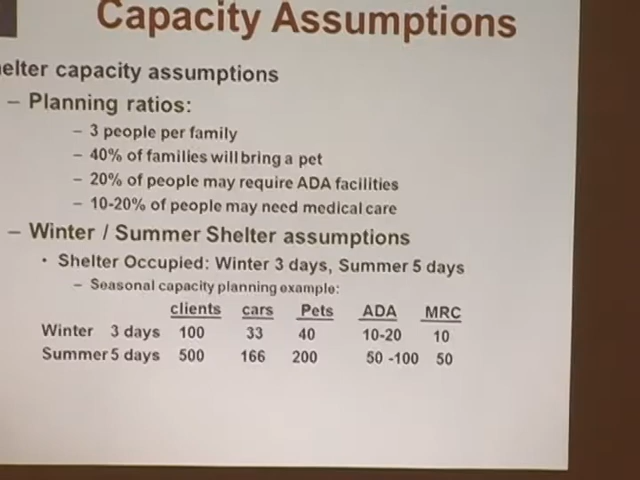 Capacity Assumptions
elter capacity assumptions
– Planning ratios:
– 3 people per family
– 40% of families will bring a pet
– 20% of people may require ADA facilities
– 10-20% of people may need medical care
– Winter / Summer Shelter assumptions
• Shelter Occupied: Winter 3 days, Summer 5 days
– Seasonal capacity planning example:
clients cars Pets ADA MRC
Winter 3 days 100 33 40 10-20 10
Summer 5 days 500 166 200 50 -100 50